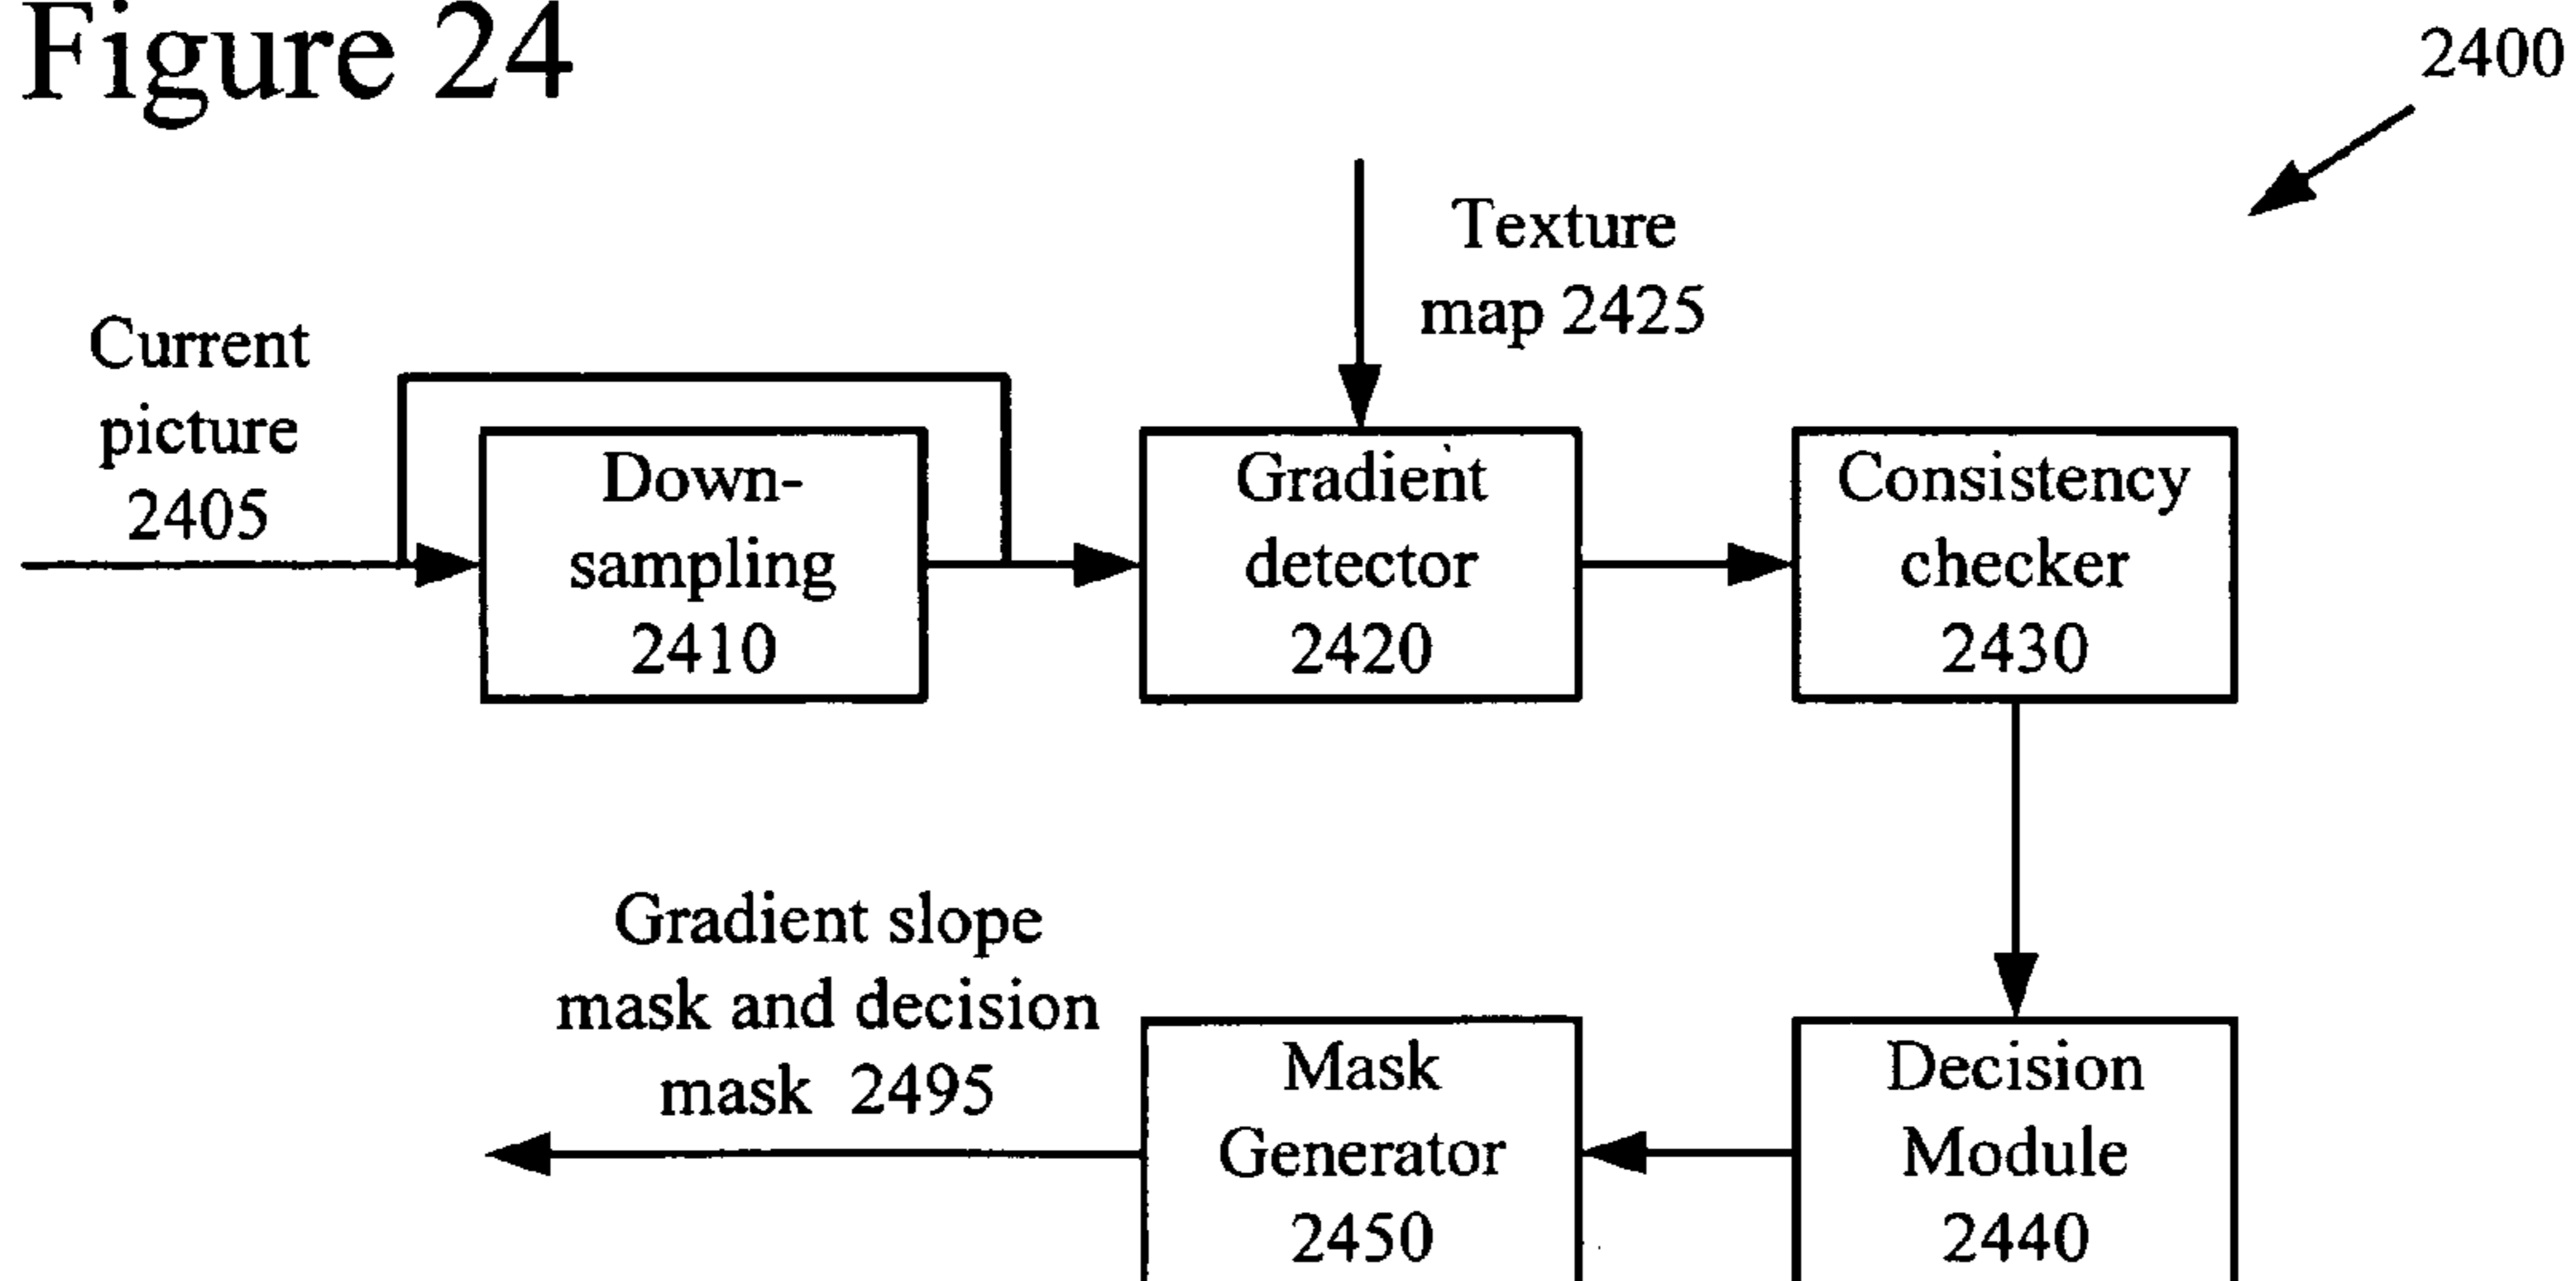 Figure 24
2400
Texture
map 2425
Current
picture
2405
Down-
sampling
2410
Gradient
detector
2420
Consistency
checker
2430
Gradient slope
mask and decision
mask 2495
Mask
Generator
2450
Decision
Module
2440